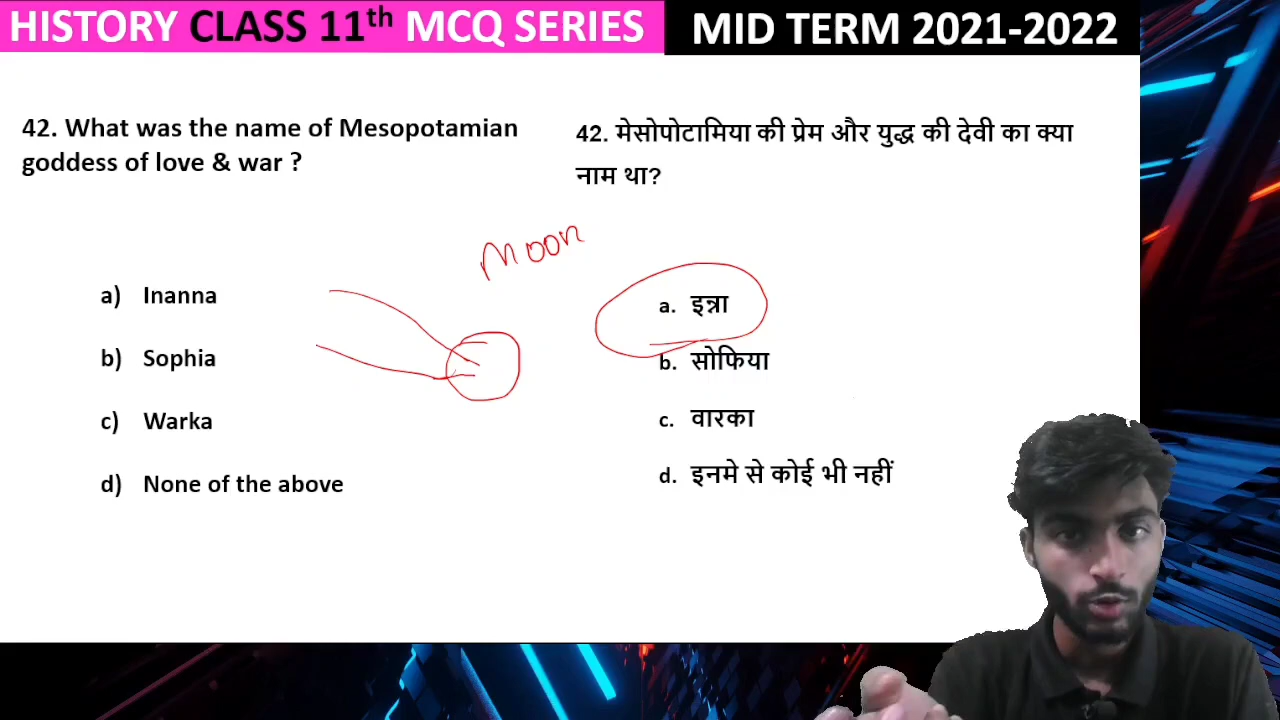 HISTORY CLASS 11th MCQ SERIES
MID TERM 2021-2022
42. What was the name of Mesopotamian
goddess of love & war ?
a) Inanna
b) Sophia
c) Warka
d) None of the above
42. मेसोपोटामिया की प्रेम और युद्ध की देवी का क्या
नाम था?
Moon
a. इन्ना
b. सोफिया
c. वारका
d. इनमे से कोई भी नहीं